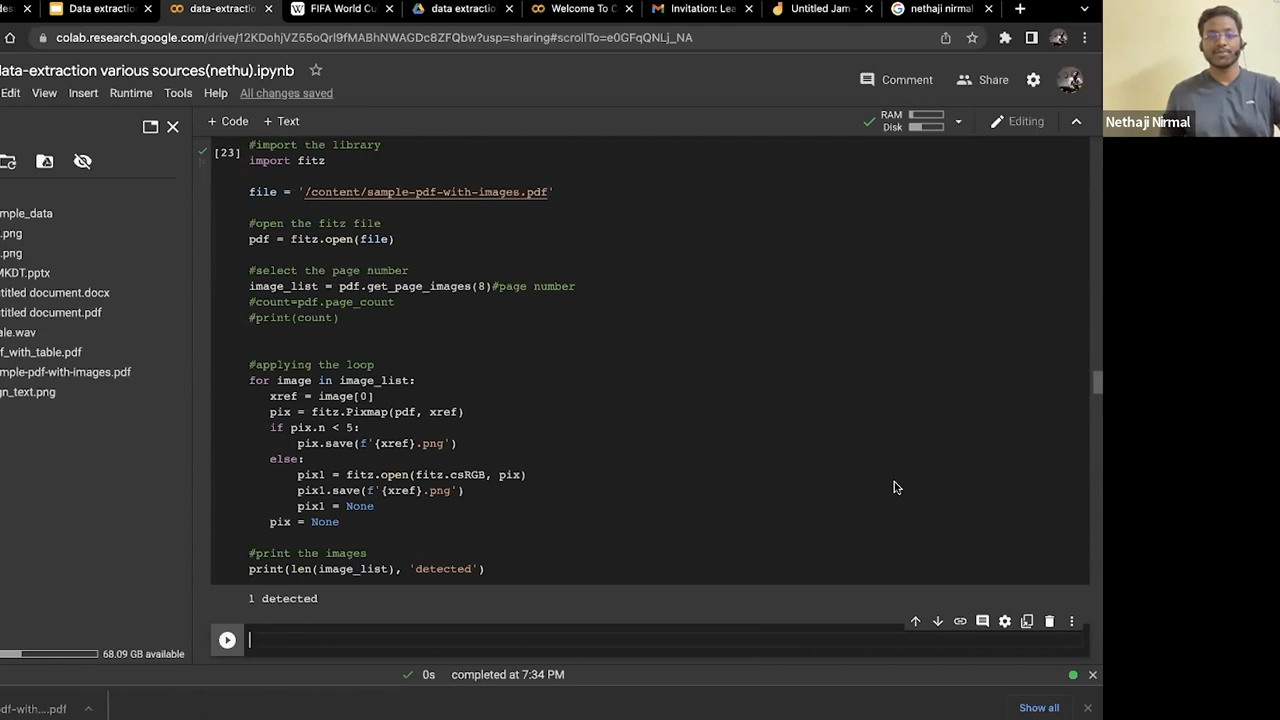 Data extraction
data-extraction
FIFA World Cu
data extractio
Welcome To C
Invitation: Lea
Untitled Jam
nethaji nirmal
colab.research.google.com/drive/12KDohjVZ55oQrl9fMABhNWAGDc8ZFQbw?usp=sharing#scrollTo=e0GFqQNLj_NA
data-extraction various sources(nethu).ipynb
Comment
Share
Edit View Insert Runtime Tools Help All changes saved
Nethaji Nirmal
+ Code + Text
RAM
Disk
Editing
[23]
#import the library
import fitz
file = '/content/sample-pdf-with-images.pdf'
#open the fitz file
pdf = fitz.open(file)
#select the page number
image_list = pdf.get_page_images(8)#page number
#count=pdf.page_count
#print(count)
#applying the loop
for image in image_list:
xref = image[0]
pix = fitz.Pixmap(pdf, xref)
if pix.n < 5:
pix.save(f'{xref}.png')
else:
pix1 = fitz.open(fitz.csRGB, pix)
pix1.save(f'{xref}.png')
pix1 = None
pix = None
#print the images
print(len(image_list), 'detected')
1 detected
mple_data
.png
.png
MKDT.pptx
titled document.docx
titled document.pdf
ale.wav
f_with_table.pdf
mple-pdf-with-images.pdf
gn_text.png
68.09 GB available
0s completed at 7:34 PM
df-with....pdf
Show all